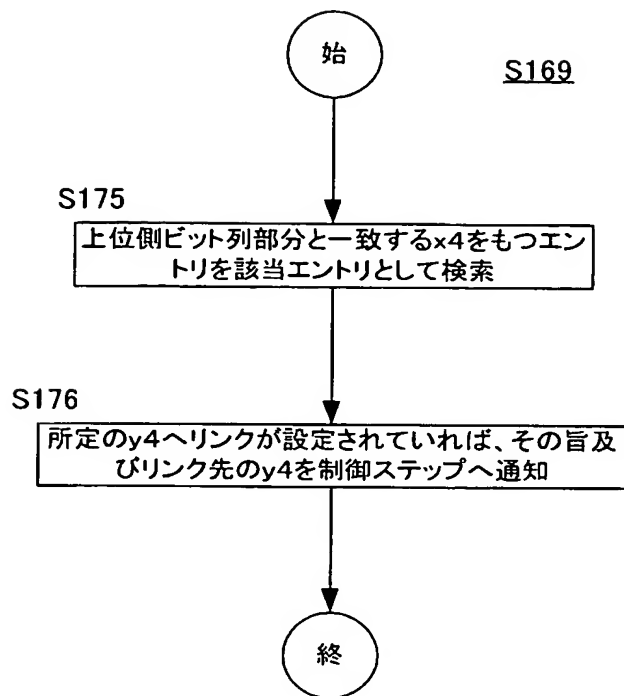 始
S169
S175
上位側ビット列部分と一致するx4をもつエン
トリを該当エントリとして検索
S176
所定のy4へリンクが設定されていれば、その旨及
びリンク先のy4を制御ステップへ通知
終